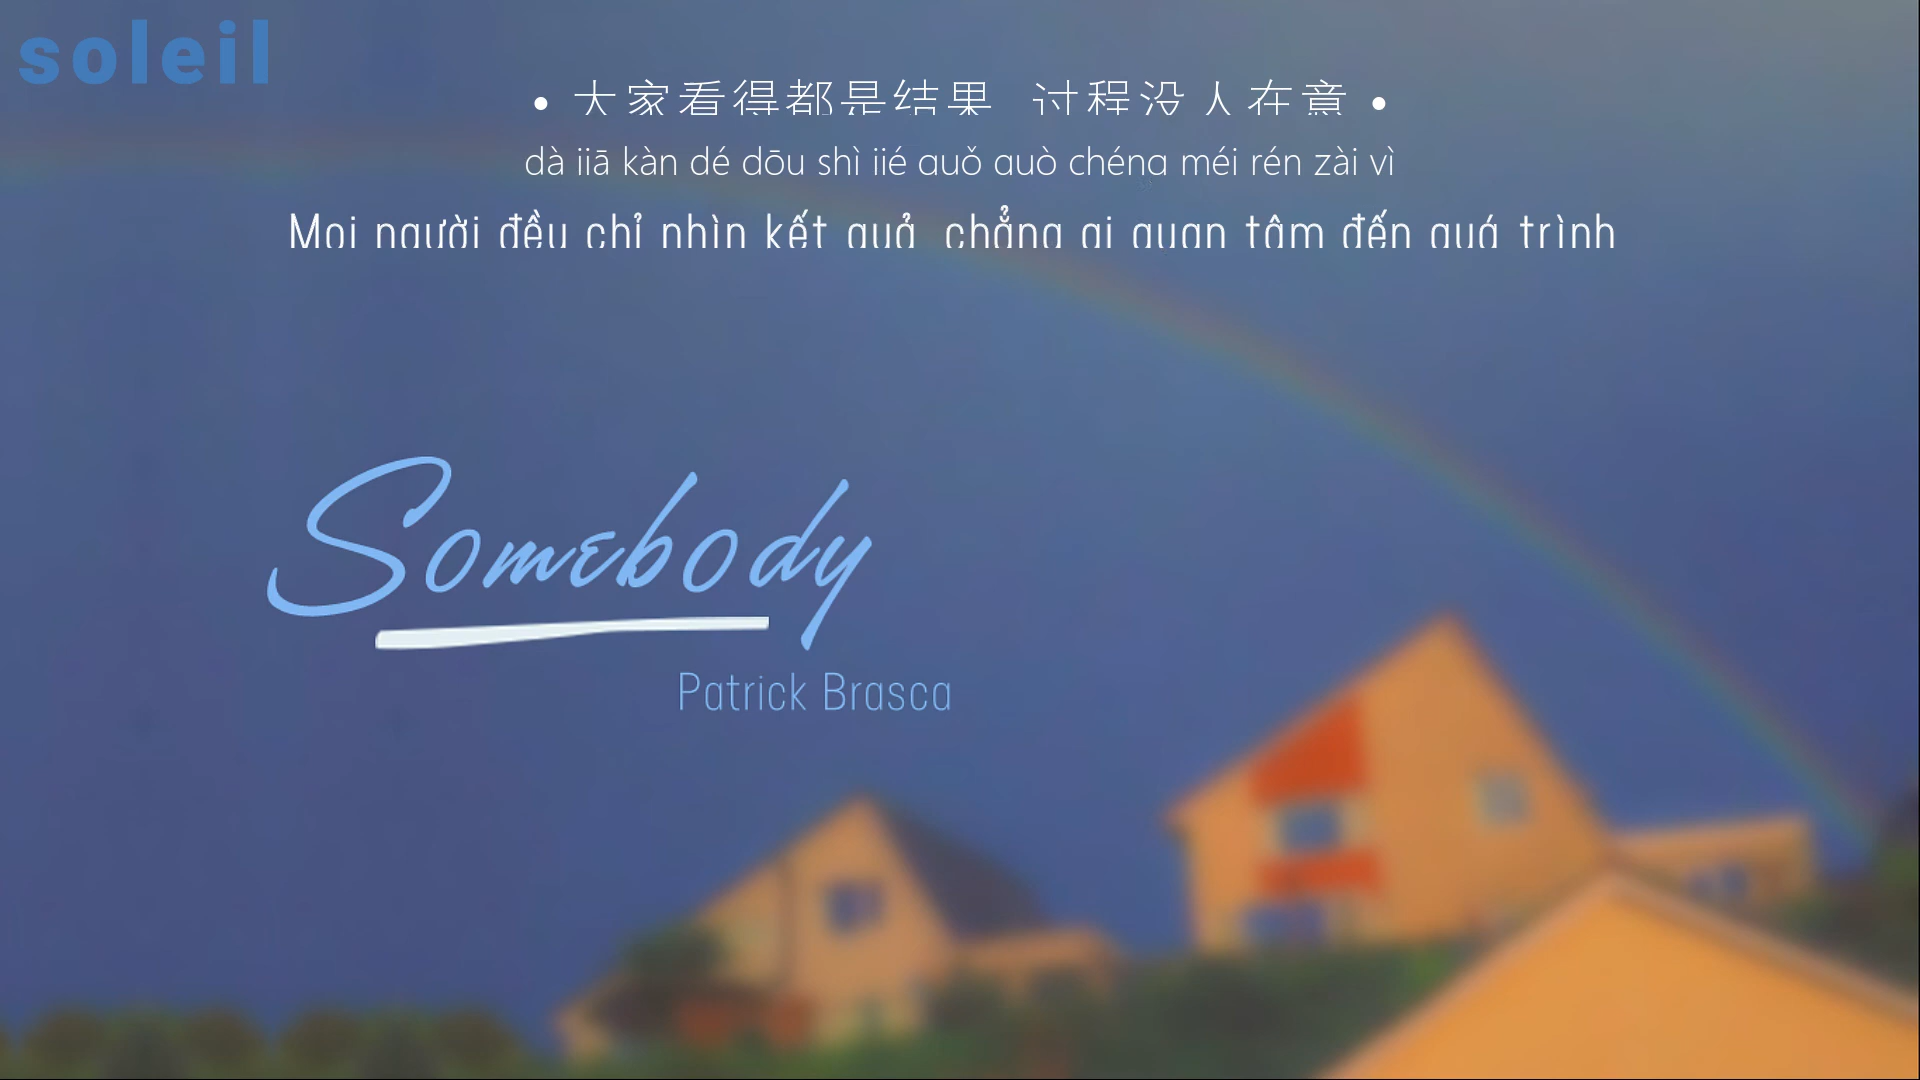 soleil
• 大家看得都是结果 过程没人在意 •
dà jiā kàn dé dōu shì jié guǒ guò chéng méi rén zài yì
Mọi người đều chỉ nhìn kết quả, chẳng ai quan tâm đến quá trình
Somebody
Patrick Brasca